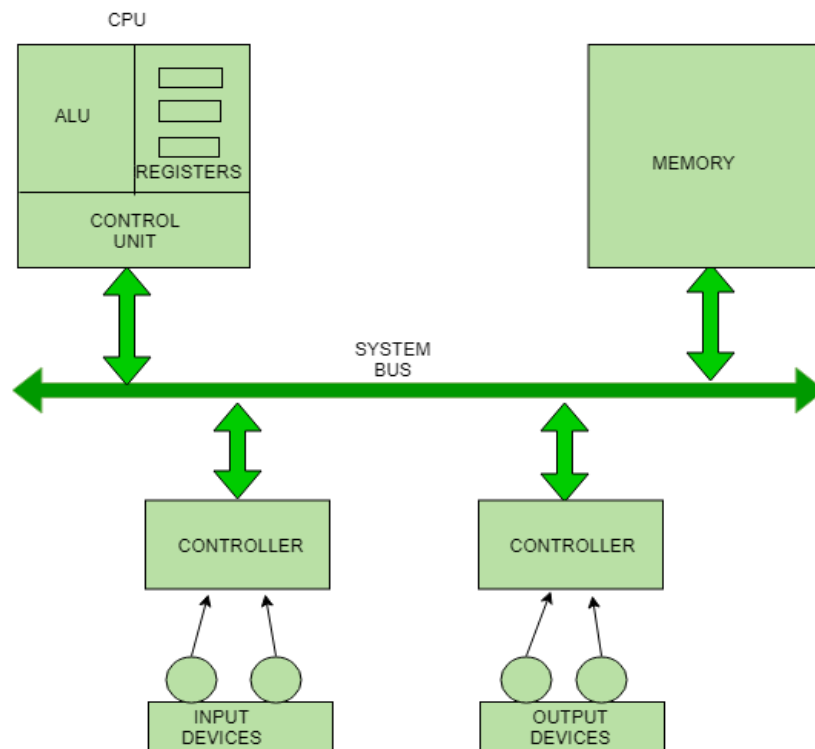 CPU
ALU
REGISTERS
CONTROL
UNIT
MEMORY
SYSTEM
BUS
CONTROLLER
CONTROLLER
INPUT
DEVICES
OUTPUT
DEVICES